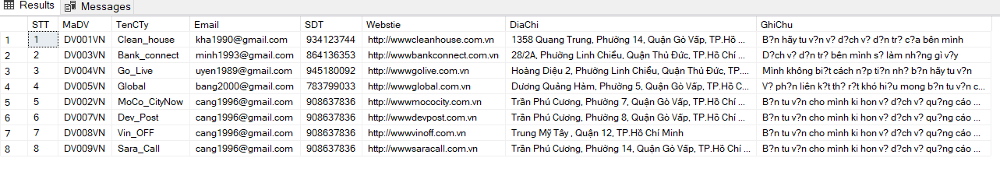 Results Messages
STT MaDV TenCTy Email SDT Webstie DiaChi GhiChu
1 1 DV001VN Clean_house kha1990@gmail.com 934123744 http://wwwcleanhouse.com.vn 1358 Quang Trung, Phường 14, Quận Gò Vấp, TP.Hồ ... B?n hãy tu v?n v? d?ch v? d?n tr? c?a bên mình
2 2 DV003VN Bank_connect minh1993@gmail.com 864136353 http://wwwbankconnect.com.vn 28/2A, Phường Linh Chiểu, Quận Thủ Đức, TP.Hồ Chí ... D?ch v? d?n tr? bên mình s? làm nh?ng gì v?y
3 3 DV004VN Go_Live uyen1989@gmail.com 945180092 http://wwwgolive.com.vn Hoàng Diệu 2, Phường Linh Chiểu, Quận Thủ Đức, TP.... Mình không bi?t cách n?p ti?n nh? b?n hãy tu v?n
4 4 DV005VN Global bang2000@gmail.com 783799033 http://wwwglobal.com.vn Dương Quảng Hàm, Phường 5, Quận Gò Vấp, TP.Hồ C... V? ph?n liên k?t th? r?t khó hi?u mong b?n tu v?n c...
5 5 DV002VN MoCo_CityNow cang1996@gmail.com 908637836 http://wwwmococity.com.vn Trần Phú Cương, Phường 7, Quận Gò Vấp, TP.Hồ Chí ... B?n tu v?n cho mình ki hon v? d?ch v? qu?ng cáo ...
6 6 DV007VN Dev_Post cang1996@gmail.com 908637836 http://wwwdevpost.com.vn Trần Phú Cương, Phường 8, Quận Gò Vấp, TP.Hồ Chí ... B?n tu v?n cho mình ki hon v? d?ch v? qu?ng cáo ...
7 7 DV008VN Vin_OFF cang1996@gmail.com 908637836 http://wwwvinoff.com.vn Trung Mỹ Tây , Quận 12, TP.Hồ Chí Minh B?n tu v?n cho mình ki hon v? d?ch v? qu?ng cáo ...
8 8 DV009VN Sara_Call cang1996@gmail.com 908637836 http://wwwsaracall.com.vn Trần Phú Cương, Phường 14, Quận Gò Vấp, TP.Hồ Chí... B?n tu v?n cho mình ki hon v? d?ch v? qu?ng cáo ...